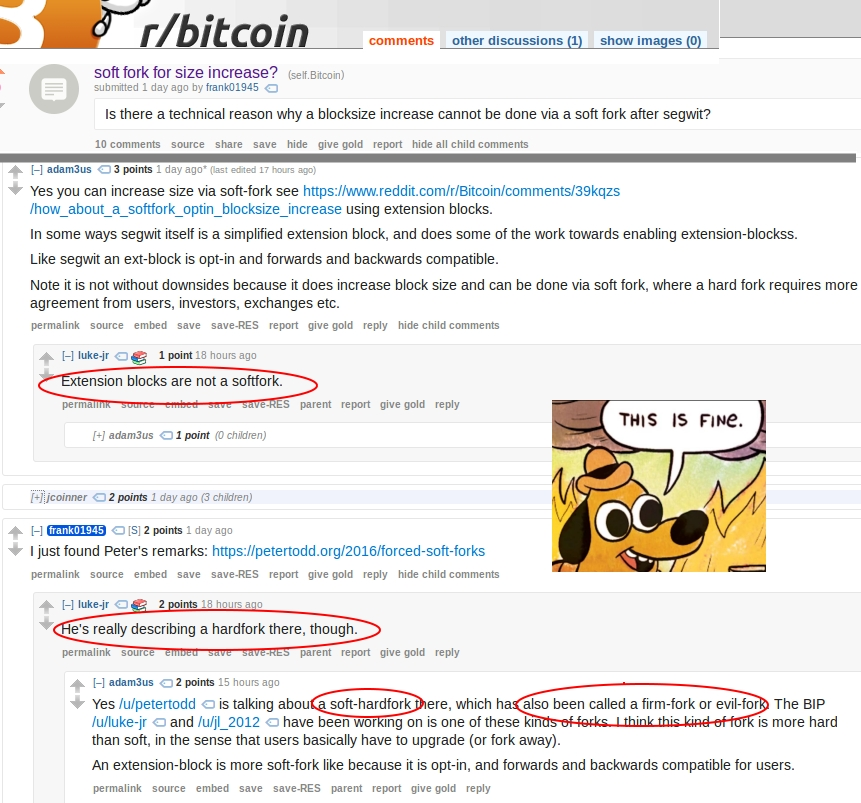 r/bitcoin
comments other discussions (1) show images (0)
soft fork for size increase? (self.Bitcoin)
submitted 1 day ago by frank01945
Is there a technical reason why a blocksize increase cannot be done via a soft fork after segwit?
10 comments source share save hide give gold report hide all child comments
[–] adam3us 3 points 1 day ago* (last edited 17 hours ago)
Yes you can increase size via soft-fork see https://www.reddit.com/r/Bitcoin/comments/39kqzs
/how_about_a_softfork_optin_blocksize_increase using extension blocks.
In some ways segwit itself is a simplified extension block, and does some of the work towards enabling extension-blockss.
Like segwit an ext-block is opt-in and forwards and backwards compatible.
Note it is not without downsides because it does increase block size and can be done via soft fork, where a hard fork requires more
agreement from users, investors, exchanges etc.
permalink source embed save save-RES report give gold reply hide child comments
[–] luke-jr 1 point 18 hours ago
Extension blocks are not a softfork.
permalink source embed save save-RES parent report give gold reply
[+] adam3us 1 point (0 children)
THIS IS FINE.
[+] jcoinner 2 points 1 day ago (3 children)
[–] frank01945 [S] 2 points 1 day ago
I just found Peter's remarks: https://petertodd.org/2016/forced-soft-forks
permalink source embed save save-RES report give gold reply hide child comments
[–] luke-jr 2 points 18 hours ago
He's really describing a hardfork there, though.
permalink source embed save save-RES parent report give gold reply
[–] adam3us 2 points 15 hours ago
Yes /u/petertodd is talking about a soft-hardfork there, which has also been called a firm-fork or evil-fork. The BIP
/u/luke-jr and /u/jl_2012 have been working on is one of these kinds of forks. I think this kind of fork is more hard
than soft, in the sense that users basically have to upgrade (or fork away).
An extension-block is more soft-fork like because it is opt-in, and forwards and backwards compatible for users.
permalink source embed save save-RES parent report give gold reply